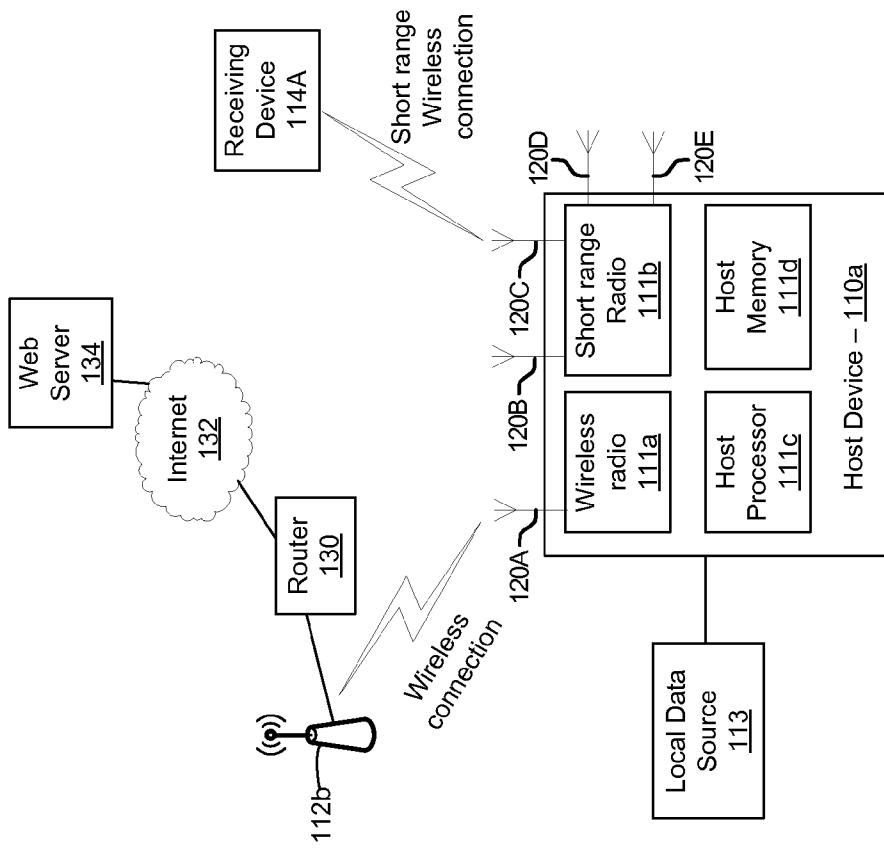 Web
Server
134
Internet
132
Router
130
112b
Wireless
connection
Receiving
Device
114A
Short range
Wireless
connection
120A
120B
120C
120D
120E
Wireless
radio
111a
Short range
Radio
111b
Host
Processor
111c
Host
Memory
111d
Host Device – 110a
Local Data
Source
113